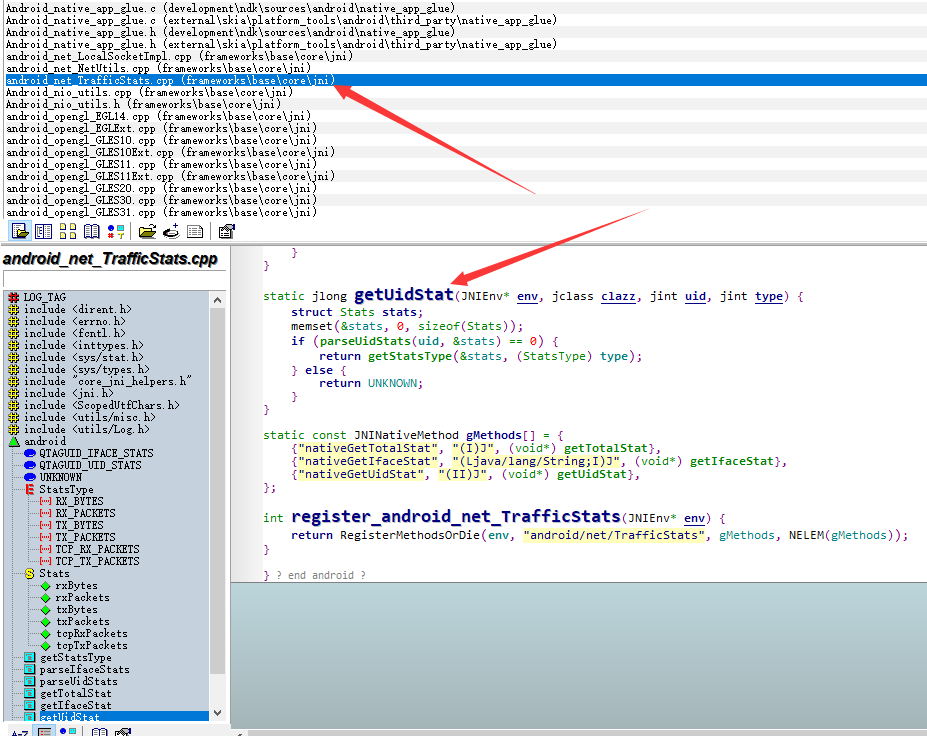 Android_native_app_glue.c (development\ndk\sources\android\native_app_glue)
Android_native_app_glue.c (external\skia\platform_tools\android\third_party\native_app_glue)
Android_native_app_glue.h (development\ndk\sources\android\native_app_glue)
Android_native_app_glue.h (external\skia\platform_tools\android\third_party\native_app_glue)
android_net_LocalSocketImpl.cpp (frameworks\base\core\jni)
android_net_NetUtils.cpp (frameworks\base\core\jni)
android_net_TrafficStats.cpp (frameworks\base\core\jni)
Android_nio_utils.cpp (frameworks\base\core\jni)
Android_nio_utils.h (frameworks\base\core\jni)
android_opengl_EGL14.cpp (frameworks\base\core\jni)
android_opengl_EGLExt.cpp (frameworks\base\core\jni)
android_opengl_GLES10.cpp (frameworks\base\core\jni)
android_opengl_GLES10Ext.cpp (frameworks\base\core\jni)
android_opengl_GLES11.cpp (frameworks\base\core\jni)
android_opengl_GLES11Ext.cpp (frameworks\base\core\jni)
android_opengl_GLES20.cpp (frameworks\base\core\jni)
android_opengl_GLES30.cpp (frameworks\base\core\jni)
android_opengl_GLES31.cpp (frameworks\base\core\jni)
android_net_TrafficStats.cpp
LOG_TAG
include <dirent.h>
include <errno.h>
include <fcntl.h>
include <inttypes.h>
include <sys/stat.h>
include <sys/types.h>
include "core_jni_helpers.h"
include <jni.h>
include <ScopedUtfChars.h>
include <utils/misc.h>
include <utils/Log.h>
android
QTAGUID_IFACE_STATS
QTAGUID_UID_STATS
UNKNOWN
StatsType
RX_BYTES
RX_PACKETS
TX_BYTES
TX_PACKETS
TCP_RX_PACKETS
TCP_TX_PACKETS
Stats
rxBytes
rxPackets
txBytes
txPackets
tcpRxPackets
tcpTxPackets
getStatsType
parseIfaceStats
parseUidStats
getTotalStat
getIfaceStat
getUidStat
}
}
static jlong getUidStat(JNIEnv* env, jclass clazz, jint uid, jint type) {
struct Stats stats;
memset(&stats, 0, sizeof(Stats));
if (parseUidStats(uid, &stats) == 0) {
return getStatsType(&stats, (StatsType) type);
} else {
return UNKNOWN;
}
}
static const JNINativeMethod gMethods[] = {
{"nativeGetTotalStat", "(I)J", (void*) getTotalStat},
{"nativeGetIfaceStat", "(Ljava/lang/String;I)J", (void*) getIfaceStat},
{"nativeGetUidStat", "(II)J", (void*) getUidStat},
};
int register_android_net_TrafficStats(JNIEnv* env) {
return RegisterMethodsOrDie(env, "android/net/TrafficStats", gMethods, NELEM(gMethods));
}
} ? end android ?